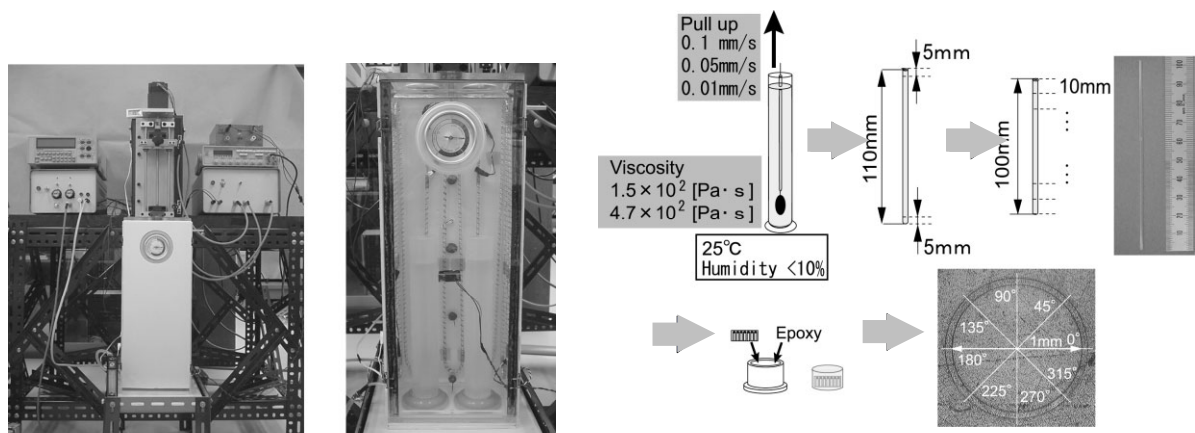 Pull up
0.1 mm/s
0.05mm/s
0.01mm/s
Viscosity
1.5×10² [Pa·s]
4.7×10² [Pa·s]
25℃
Humidity <10%
5mm
110mm
5mm
10mm
100mm
Epoxy
90°
45°
135°
1mm 0°
180°
315°
225°
270°